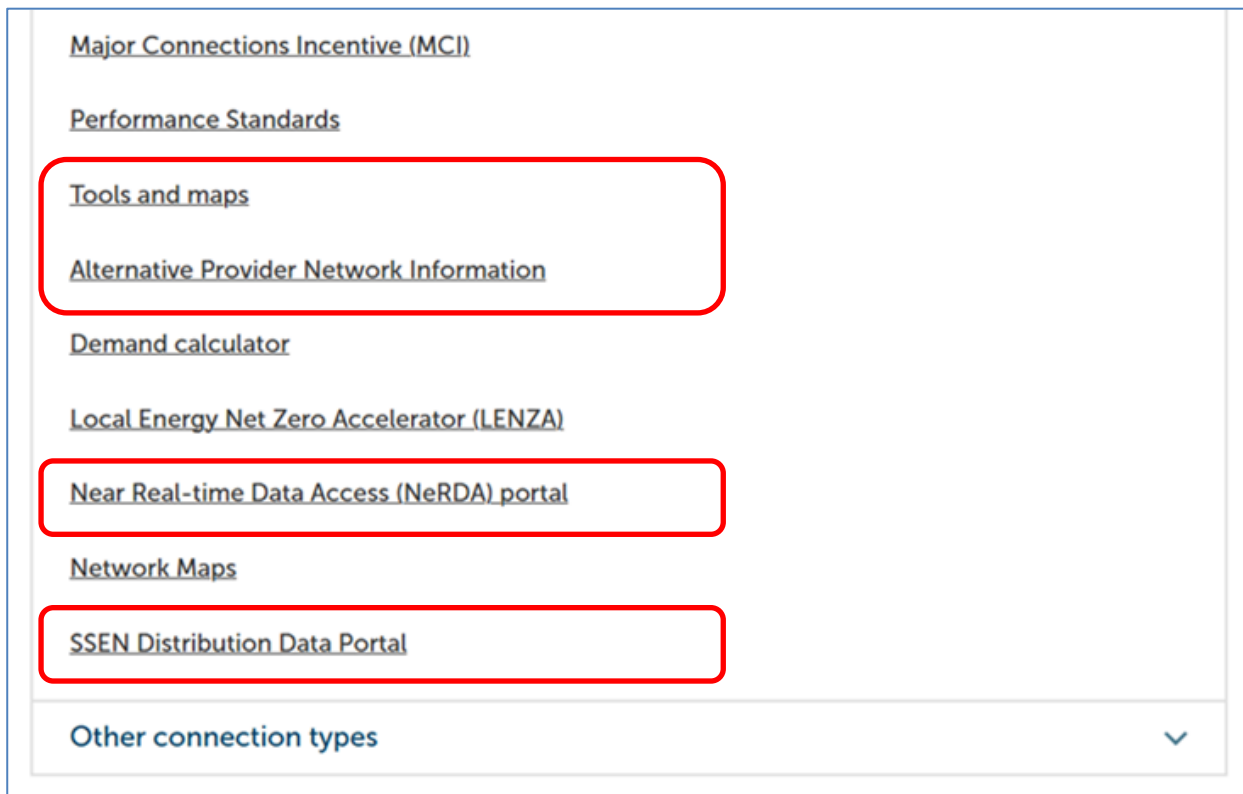 Major Connections Incentive (MCI)
Performance Standards
Tools and maps
Alternative Provider Network Information
Demand calculator
Local Energy Net Zero Accelerator (LENZA)
Near Real-time Data Access (NeRDA) portal
Network Maps
SSEN Distribution Data Portal
Other connection types